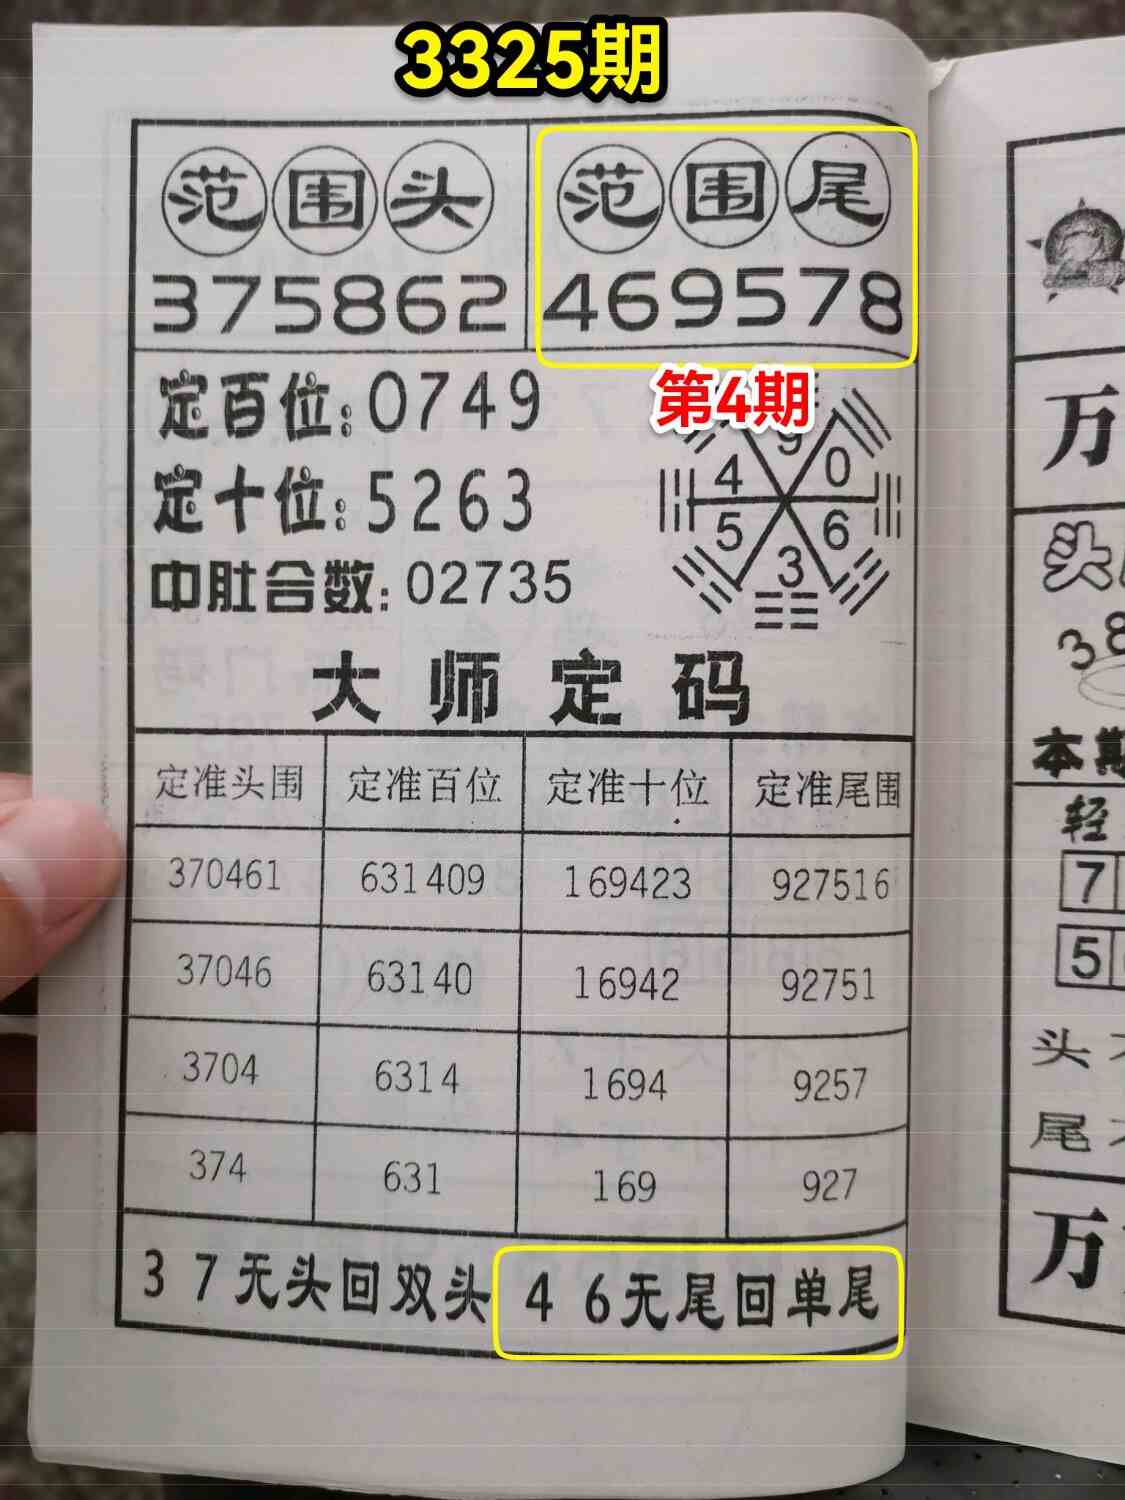 3325期
范围头
范围尾
375862
469578
定百位:0749
第4期
定十位:5263
中肚合数:02735
9
4 0
5 6
3
大师定码
定准头围 定准百位 定准十位 定准尾围
370461 631409 169423 927516
37046 63140 16942 92751
3704 6314 1694 9257
374 631 169 927
37无头回双头 46无尾回单尾
万
头
38
本期
轻
7
5
头
尾
万